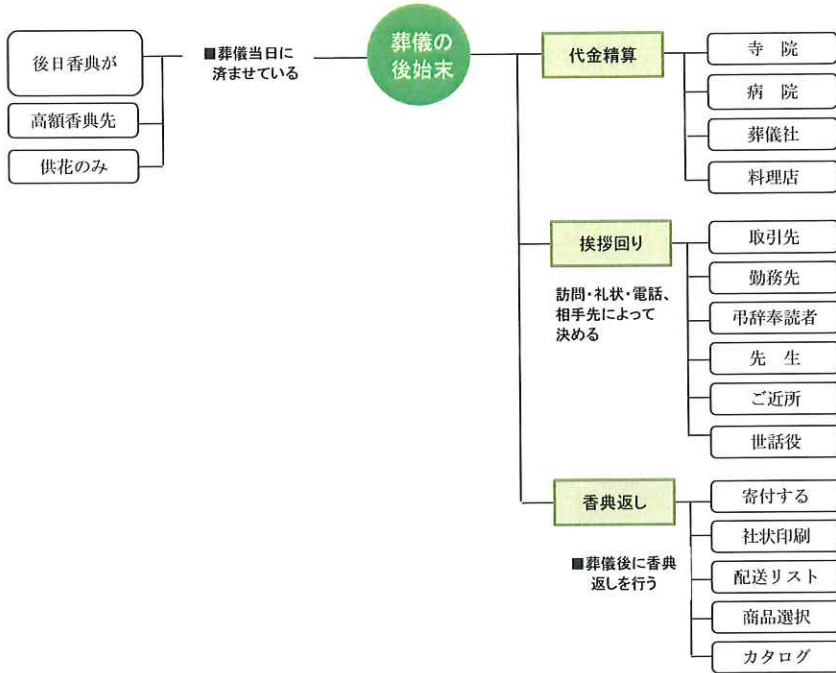 葬儀の
後始末
■葬儀当日に
済ませている
後日香典が
高額香典先
供花のみ
代金精算
寺　院
病　院
葬儀社
料理店
挨拶回り
訪問・礼状・電話、
相手先によって
決める
取引先
勤務先
弔辞奉読者
先　生
ご近所
世話役
香典返し
■葬儀後に香典
返しを行う
寄付する
社状印刷
配送リスト
商品選択
カタログ